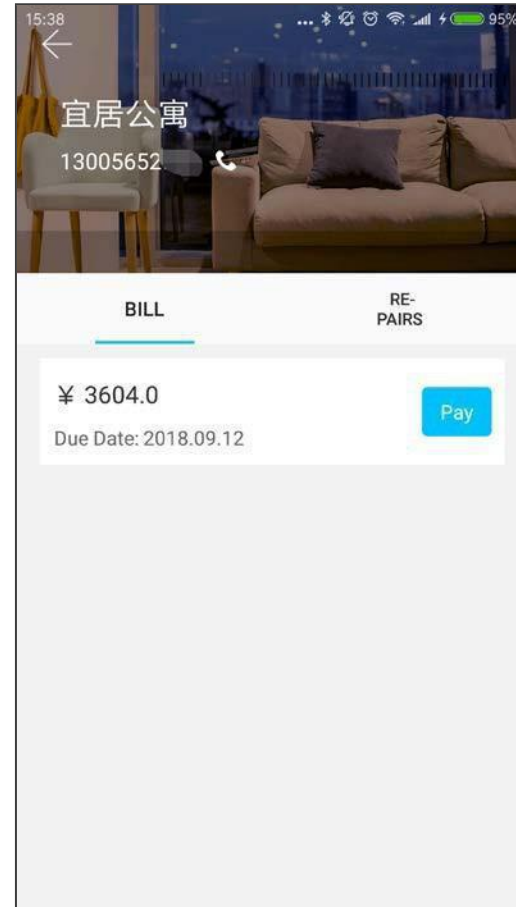 15:38
95%
宜居公寓
13005652
BILL
RE-
PAIRS
¥ 3604.0
Pay
Due Date: 2018.09.12